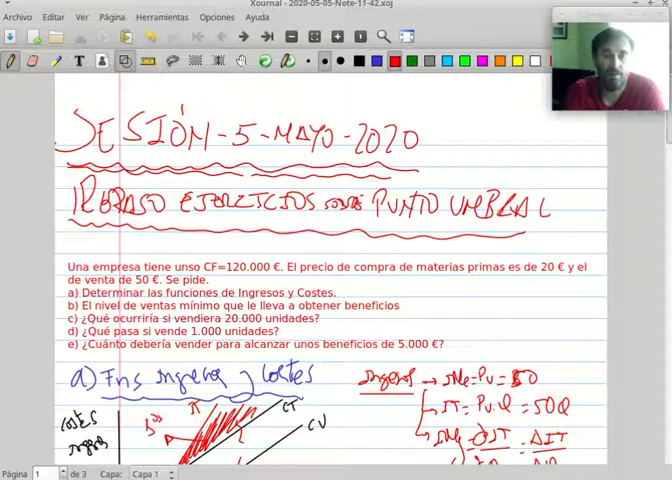 Xournal - 2020-05-05-Note-11-42.xoj
Archivo Editar Ver Página Herramientas Opciones Ayuda
SESIÓN - 5 - MAYO - 2020
REPASO EJERCICIOS SOBRE PUNTO UMBRAL
Una empresa tiene unso CF=120.000 €. El precio de compra de materias primas es de 20 € y el
de venta de 50 €. Se pide.
a) Determinar las funciones de Ingresos y Costes.
b) El nivel de ventas mínimo que le lleva a obtener beneficios
c) ¿Qué ocurriría si vendiera 20.000 unidades?
d) ¿Qué pasa si vende 1.000 unidades?
e) ¿Cuánto debería vender para alcanzar unos beneficios de 5.000 €?
a) Fns ingresos y costes
Ingresos → IMe = Pu = 50
IT = Pu.Q = 50Q
costes
ingresos
IT
CT
CV
Bºs
Página 1 de 3 Capa: Capa 1